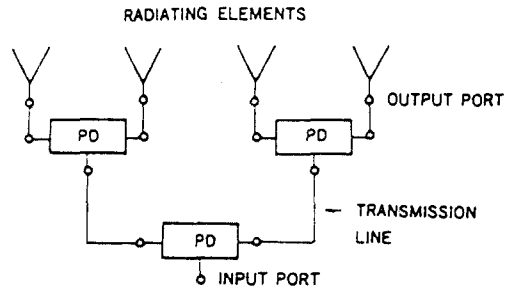 RADIATING ELEMENTS
OUTPUT PORT
PD
PD
TRANSMISSION
LINE
PD
INPUT PORT